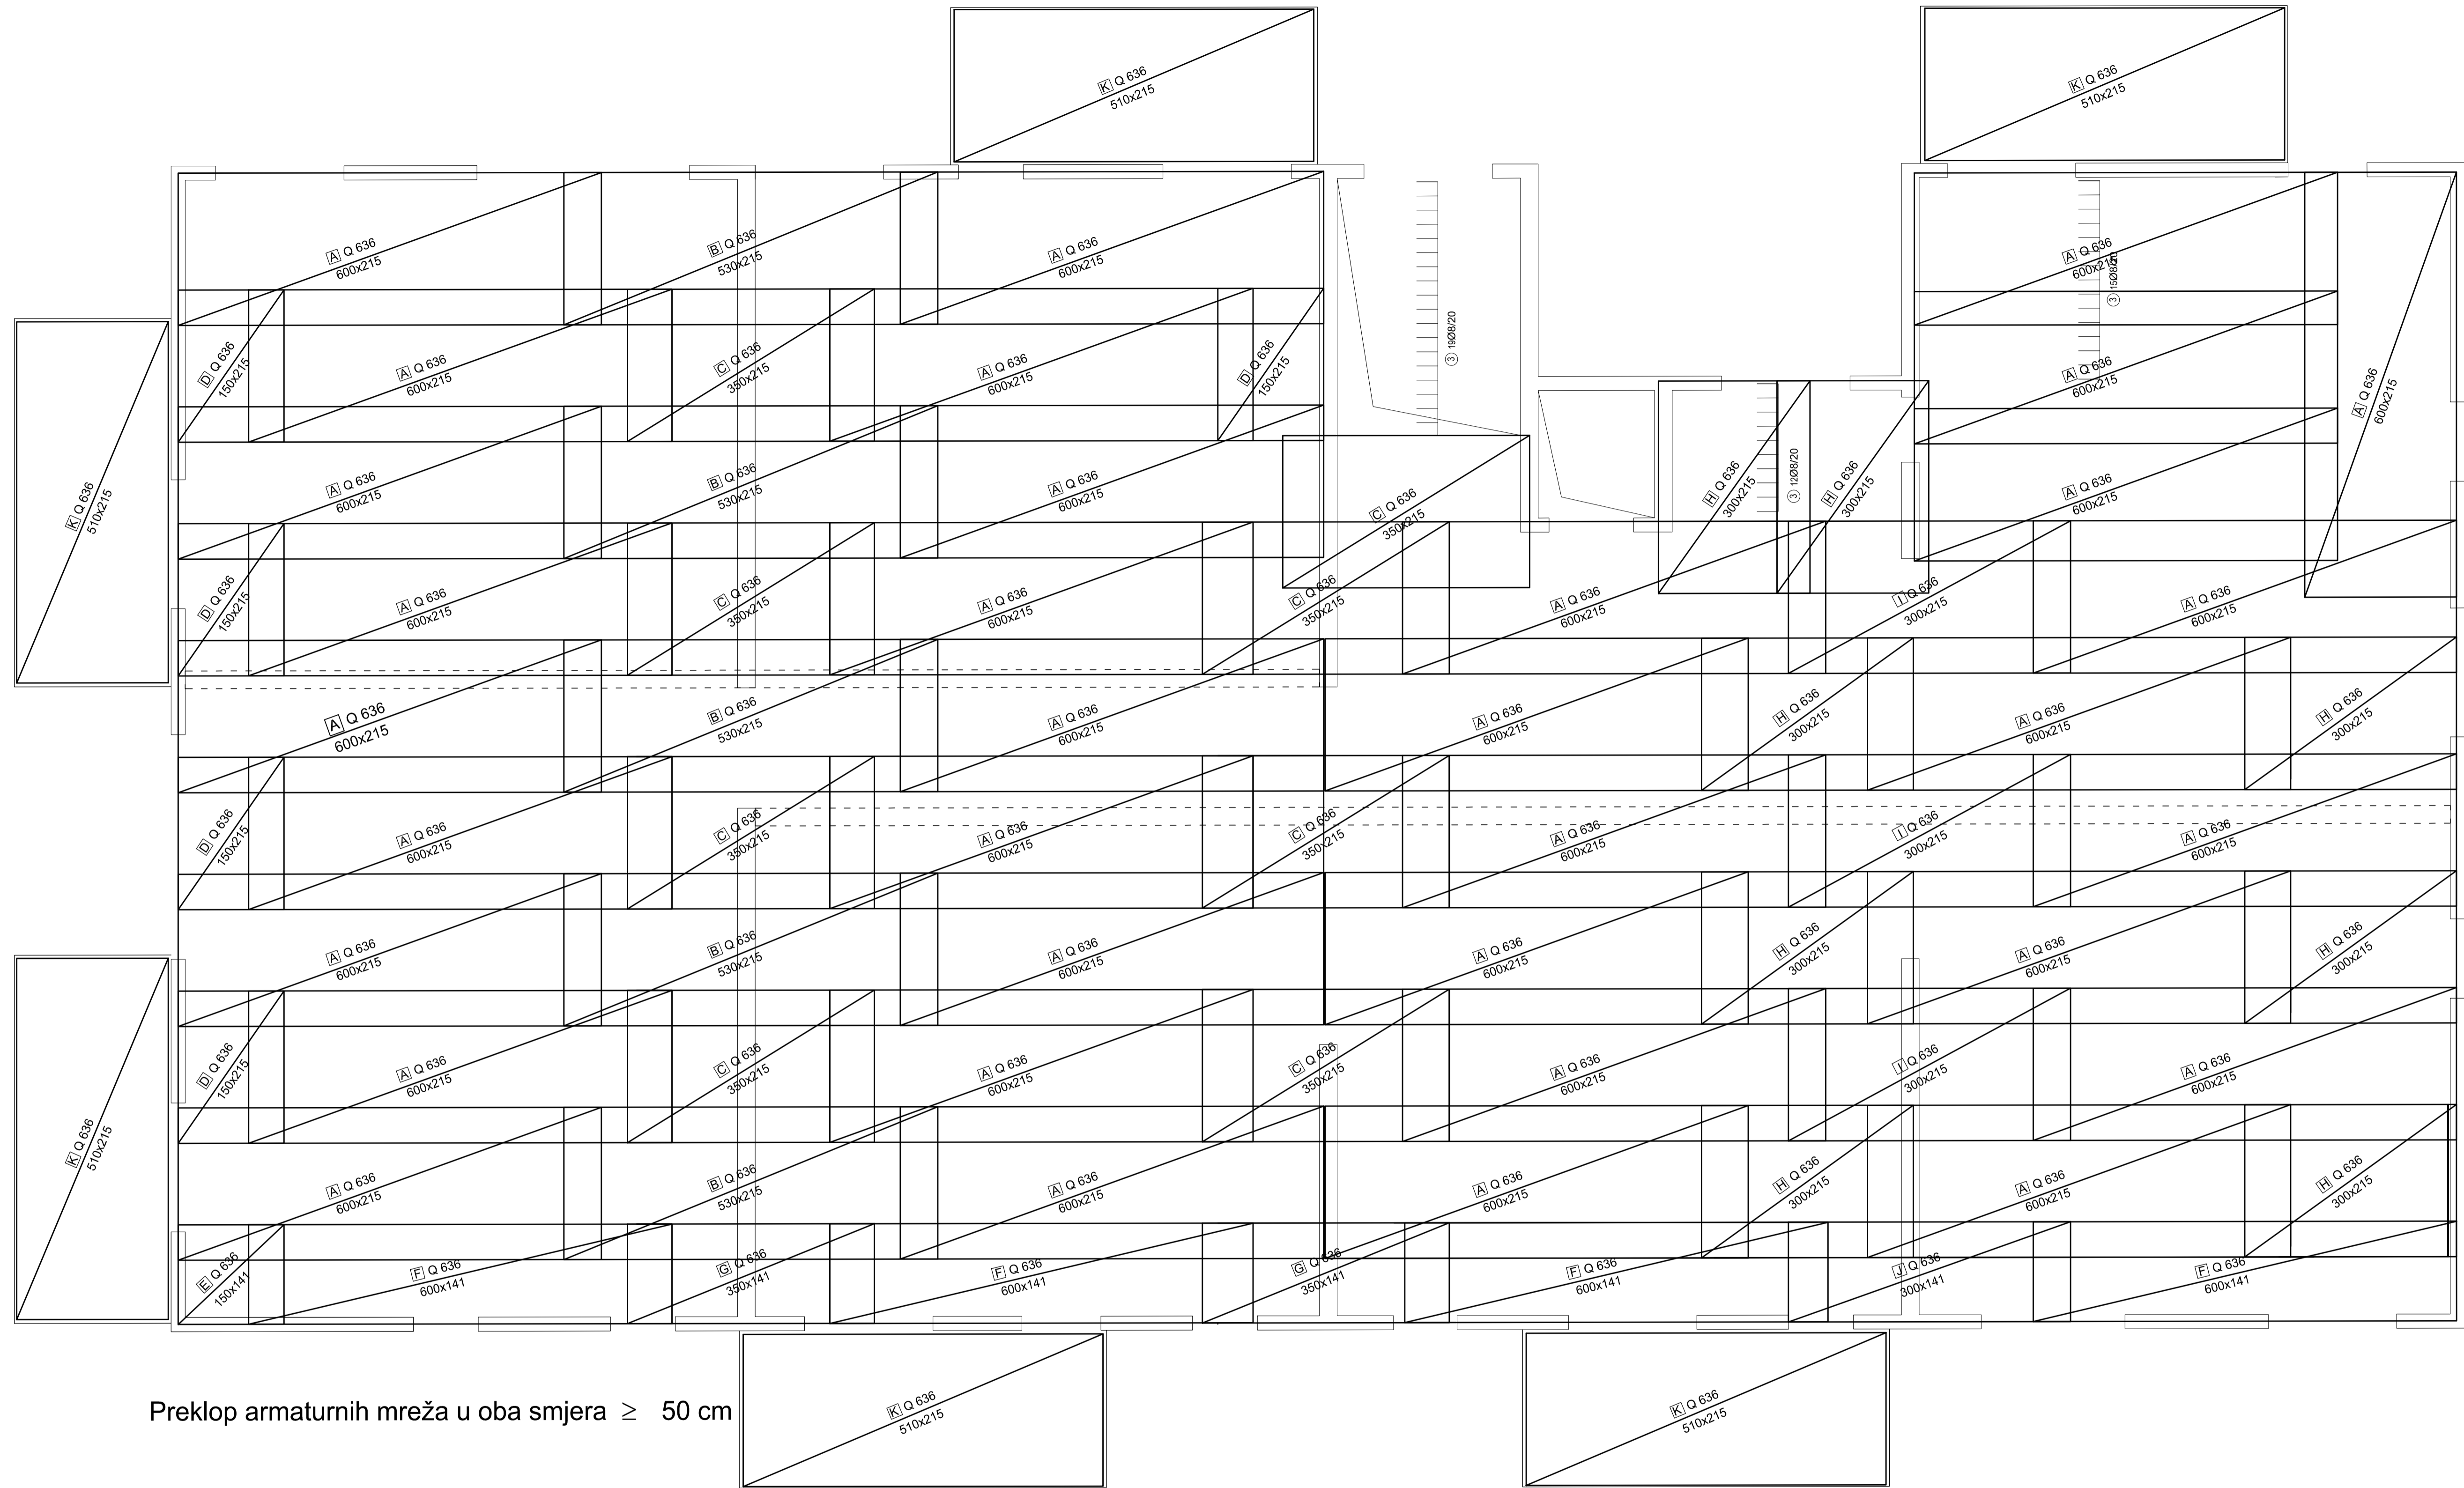 K Q 636
510x215
K Q 636
510x215
A Q 636
600x215
B Q 636
530x215
A Q 636
600x215
A Q 636
600x215
3 15Ø8/20
D Q 636
150x215
A Q 636
600x215
C Q 636
350x215
A Q 636
600x215
D Q 636
150x215
3 19Ø8/20
A Q 636
600x215
A Q 636
600x215
K Q 636
510x215
A Q 636
600x215
B Q 636
530x215
A Q 636
600x215
C Q 636
350x215
H Q 636
300x215
3 12Ø8/20
H Q 636
300x215
A Q 636
600x215
D Q 636
150x215
A Q 636
600x215
C Q 636
350x215
A Q 636
600x215
C Q 636
350x215
A Q 636
600x215
I Q 636
300x215
A Q 636
600x215
A Q 636
600x215
B Q 636
530x215
A Q 636
600x215
A Q 636
600x215
H Q 636
300x215
A Q 636
600x215
H Q 636
300x215
D Q 636
150x215
A Q 636
600x215
C Q 636
350x215
A Q 636
600x215
C Q 636
350x215
A Q 636
600x215
I Q 636
300x215
A Q 636
600x215
A Q 636
600x215
B Q 636
530x215
A Q 636
600x215
A Q 636
600x215
H Q 636
300x215
A Q 636
600x215
H Q 636
300x215
K Q 636
510x215
D Q 636
150x215
A Q 636
600x215
C Q 636
350x215
A Q 636
600x215
C Q 636
350x215
A Q 636
600x215
I Q 636
300x215
A Q 636
600x215
A Q 636
600x215
B Q 636
530x215
A Q 636
600x215
A Q 636
600x215
H Q 636
300x215
A Q 636
600x215
H Q 636
300x215
E Q 636
150x141
F Q 636
600x141
G Q 636
350x141
F Q 636
600x141
G Q 636
350x141
F Q 636
600x141
J Q 636
300x141
F Q 636
600x141
Preklop armaturnih mreža u oba smjera ≥ 50 cm
K Q 636
510x215
K Q 636
510x215